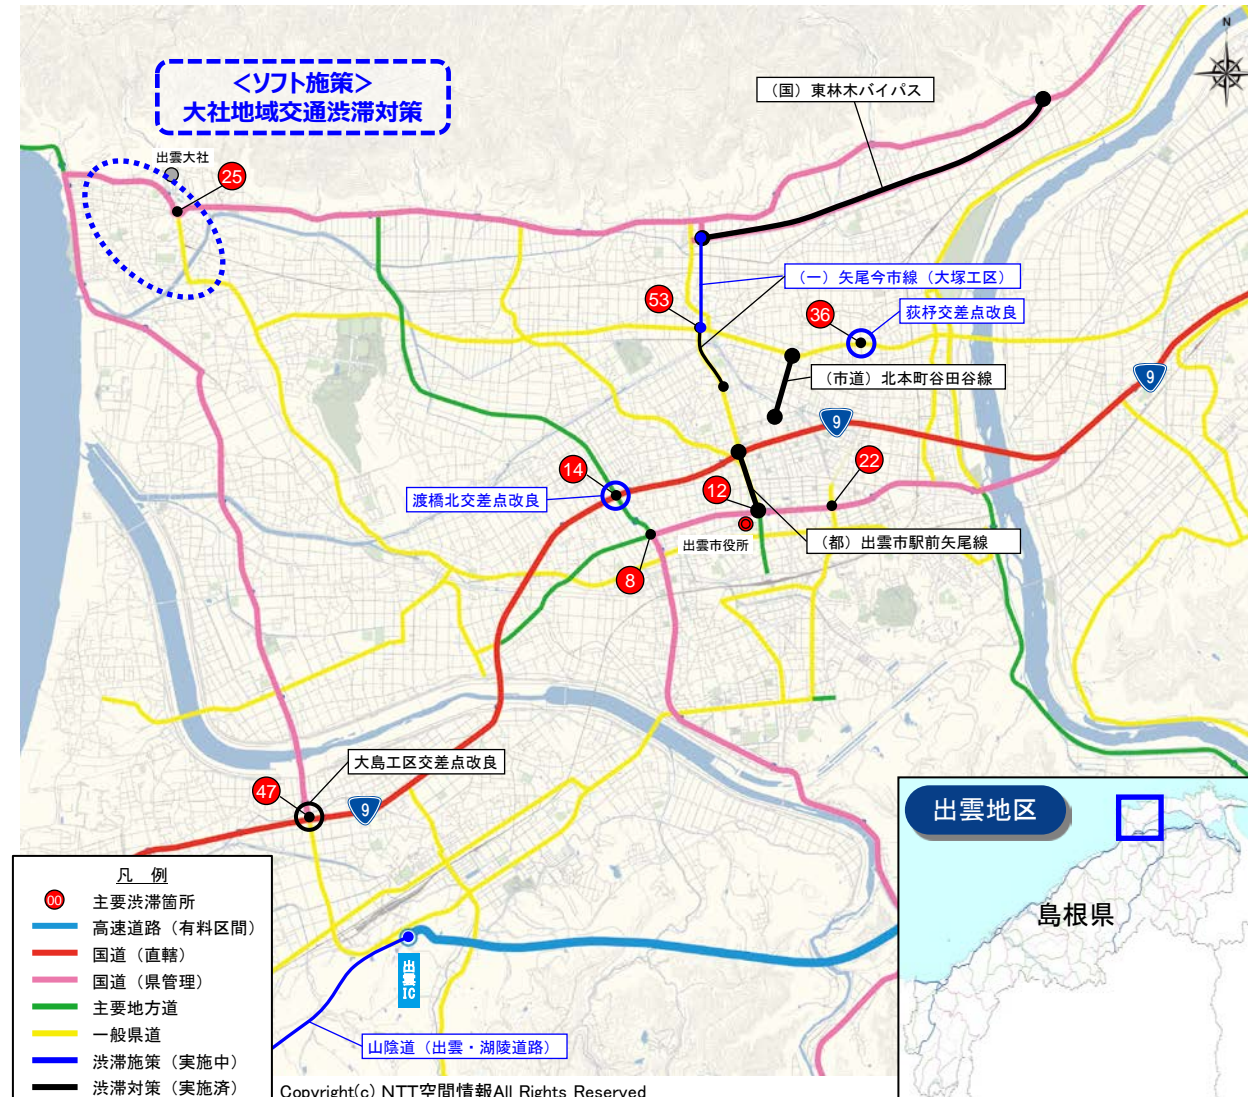 <ソフト施策>
大社地域交通渋滞対策
(国)東林木バイパス
N
出雲大社
25
(一)矢尾今市線(大塚工区)
53
36
荻杼交差点改良
(市道)北本町谷田谷線
9
9
14
22
12
渡橋北交差点改良
出雲市役所
(都)出雲市駅前矢尾線
8
大島工区交差点改良
47
9
出雲地区
島根県
凡 例
00 主要渋滞箇所
高速道路(有料区間)
国道(直轄)
国道(県管理)
主要地方道
一般県道
渋滞施策(実施中)
渋滞対策(実施済)
出雲IC
山陰道(出雲・湖陵道路)
Copyright(c) NTT空間情報All Rights Reserved